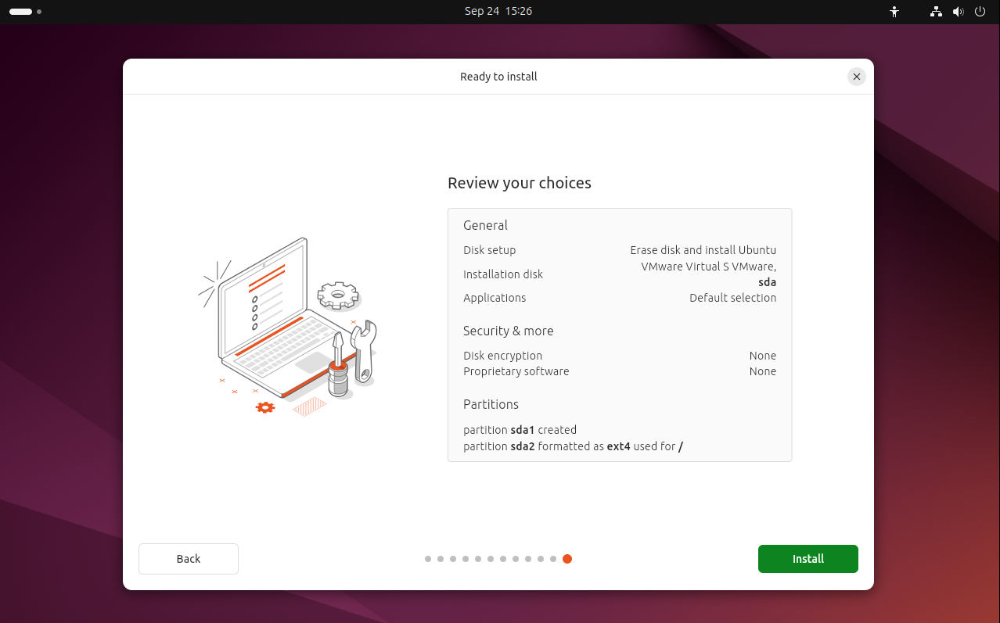 Sep 24 15:26
Ready to install
Review your choices
General
Disk setup Erase disk and install Ubuntu
Installation disk VMware Virtual S VMware,
sda
Applications Default selection
Security & more
Disk encryption None
Proprietary software None
Partitions
partition sda1 created
partition sda2 formatted as ext4 used for /
Back Install